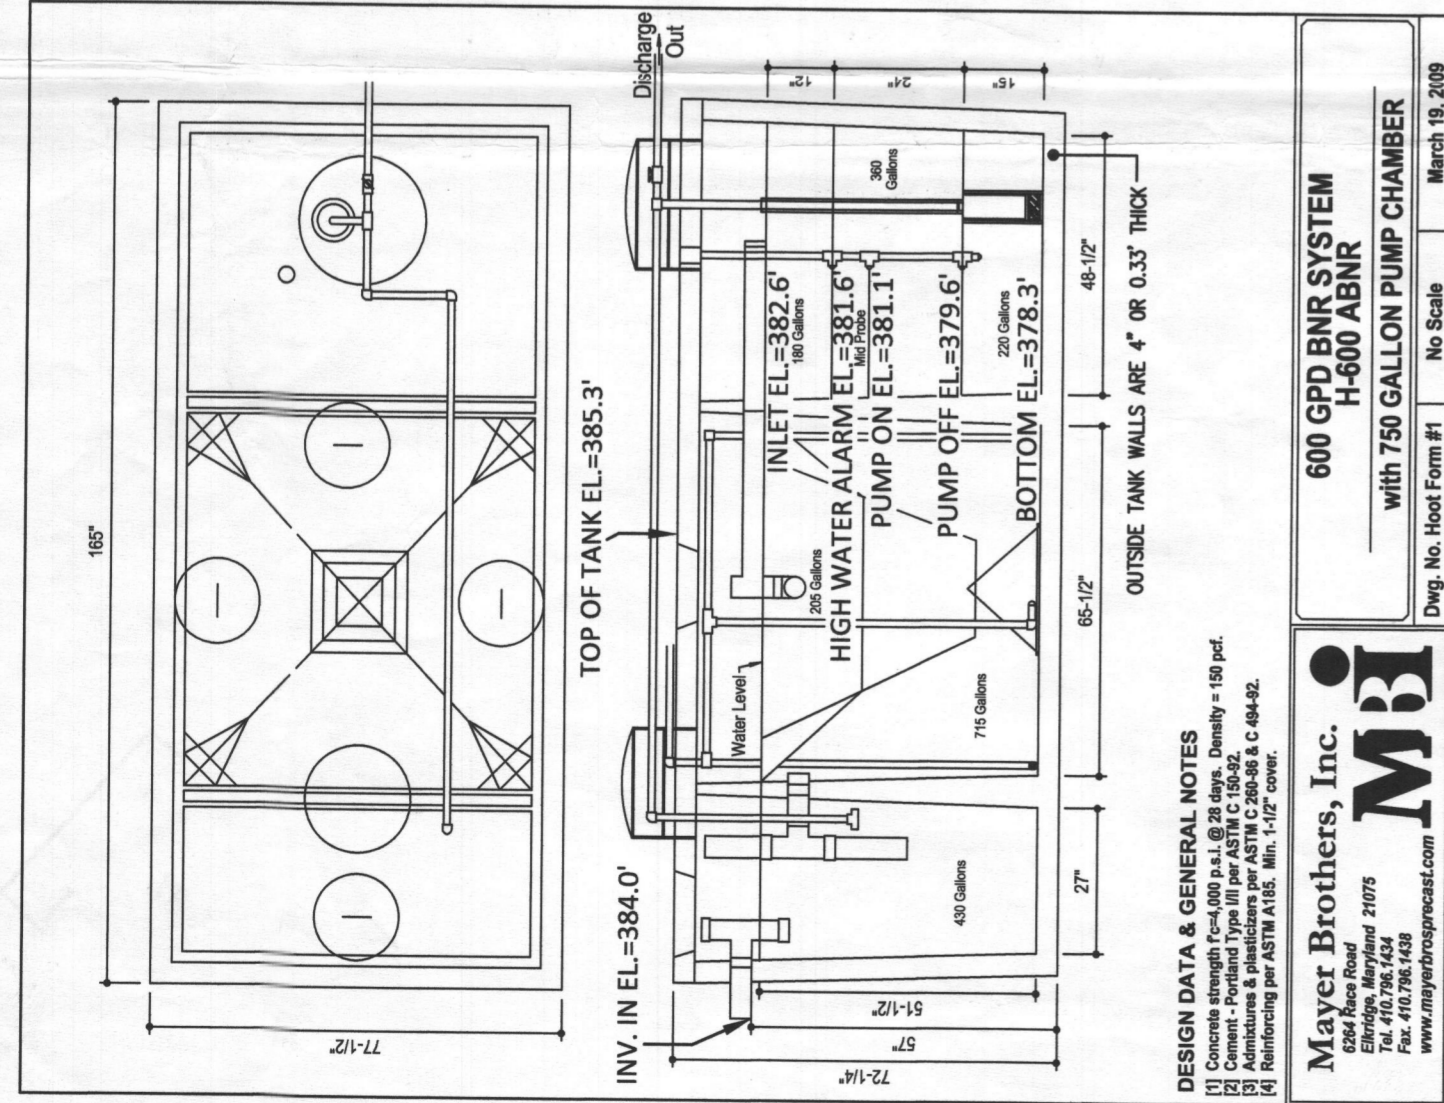 165"
77-1/2"
TOP OF TANK EL.=385.3'
INV. IN EL.=384.0'
Discharge
Out
12"
24"
15"
Water Level
205 Gallons
INLET EL.=382.6'
180 Gallons
HIGH WATER ALARM EL.=381.6'
Mid Probe
PUMP ON EL.=381.1'
360
Gallons
PUMP OFF EL.=379.6'
220 Gallons
BOTTOM EL.=378.3'
430 Gallons
715 Gallons
51-1/2"
57"
72-1/4"
27"
65-1/2"
48-1/2"
OUTSIDE TANK WALLS ARE 4" OR 0.33' THICK
DESIGN DATA & GENERAL NOTES
[1] Concrete strength f'c=4,000 p.s.i. @ 28 days. Density = 150 pcf.
[2] Cement - Portland Type I/II per ASTM C 150-92.
[3] Admixtures & plasticizers per ASTM C 260-86 & C 494-92.
[4] Reinforcing per ASTM A185. Min. 1-1/2" cover.
Mayer Brothers, Inc.
6264 Race Road
Elkridge, Maryland 21075
Tel. 410.796.1434
Fax. 410.796.1438
www.mayerbrosprecast.com
MBI
600 GPD BNR SYSTEM
H-600 ABNR
with 750 GALLON PUMP CHAMBER
Dwg. No. Hoot Form #1
No Scale
March 19, 2009